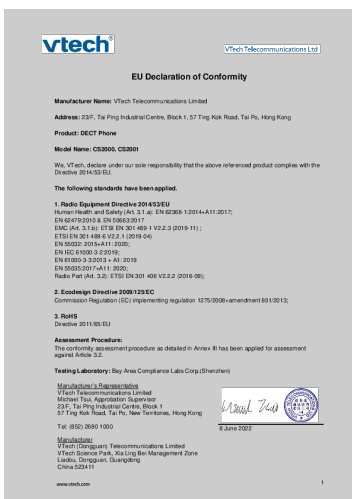 vtech®
VTech Telecommunications Ltd
EU Declaration of Conformity
Manufacturer Name: VTech Telecommunications Limited
Address: 23/F, Tai Ping Industrial Centre, Block 1, 57 Ting Kok Road, Tai Po, Hong Kong
Product: DECT Phone
Model Name: CS2000, CS2001
We, VTech, declare under our sole responsibility that the above referenced product complies with the
Directive 2014/53/EU.
The following standards have been applied.
1. Radio Equipment Directive 2014/53/EU
Human Health and Safety (Art. 3.1.a): EN 62368-1:2014+A11:2017;
EN 62479:2010 & EN 50663:2017
EMC (Art. 3.1.b): ETSI EN 301 489-1 V2.2.3 (2019-11) ;
ETSI EN 301 489-6 V2.2.1 (2019-04)
EN 55032: 2015+A11: 2020;
EN IEC 61000-3-2:2019;
EN 61000-3-3:2013 + A1: 2019
EN 55035:2017+A11: 2020;
Radio Part (Art. 3.2): ETSI EN 301 406 V2.2.2 (2016-09);
2. Ecodesign Directive 2009/125/EC
Commission Regulation (EC) implementing regulation 1275/2008+amendment 801/2013;
3. RoHS
Directive 2011/65/EU
Assessment Procedure:
The conformity assessment procedure as detailed in Annex III has been applied for assessment
against Article 3.2.
Testing Laboratory: Bay Area Compliance Labs Corp.(Shenzhen)
Manufacturer's Representative
VTech Telecommunications Limited
Michael Tsui, Approbation Supervisor
23/F, Tai Ping Industrial Centre, Block 1
57 Ting Kok Road, Tai Po, New Territories, Hong Kong
Tel: (852) 2680 1000
8 June 2022
Manufacturer
VTech (Dongguan) Telecommunications Limited
VTech Science Park, Xia Ling Bei Management Zone
Liaobu, Dongguan, Guangdong
China 523411
www.vtech.com
1